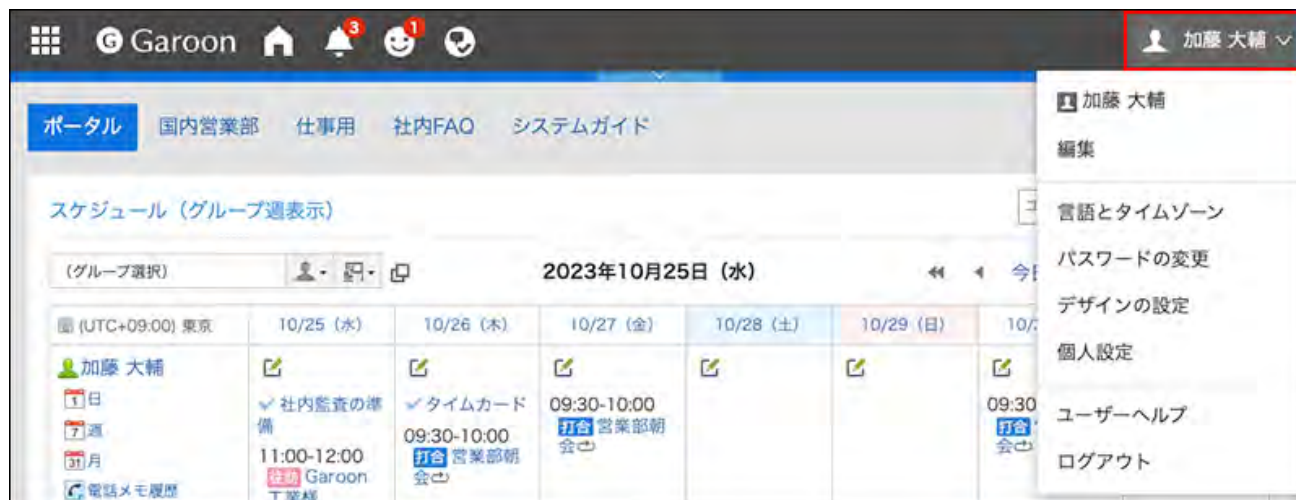 Garoon 3 1 加藤 大輔
加藤 大輔
編集
言語とタイムゾーン
パスワードの変更
デザインの設定
個人設定
ユーザーヘルプ
ログアウト
ポータル 国内営業部 仕事用 社内FAQ システムガイド
スケジュール（グループ週表示）
（グループ選択） 2023年10月25日（水）
(UTC+09:00) 東京 10/25（水） 10/26（木） 10/27（金） 10/28（土） 10/29（日）
加藤 大輔
1 日
7 週
31 月
電話メモ履歴
社内監査の準
備
11:00-12:00
往訪 Garoon
工業様
タイムカード
09:30-10:00
打合 営業部朝
会
09:30-10:00
打合 営業部朝
会
09:30
打合
会